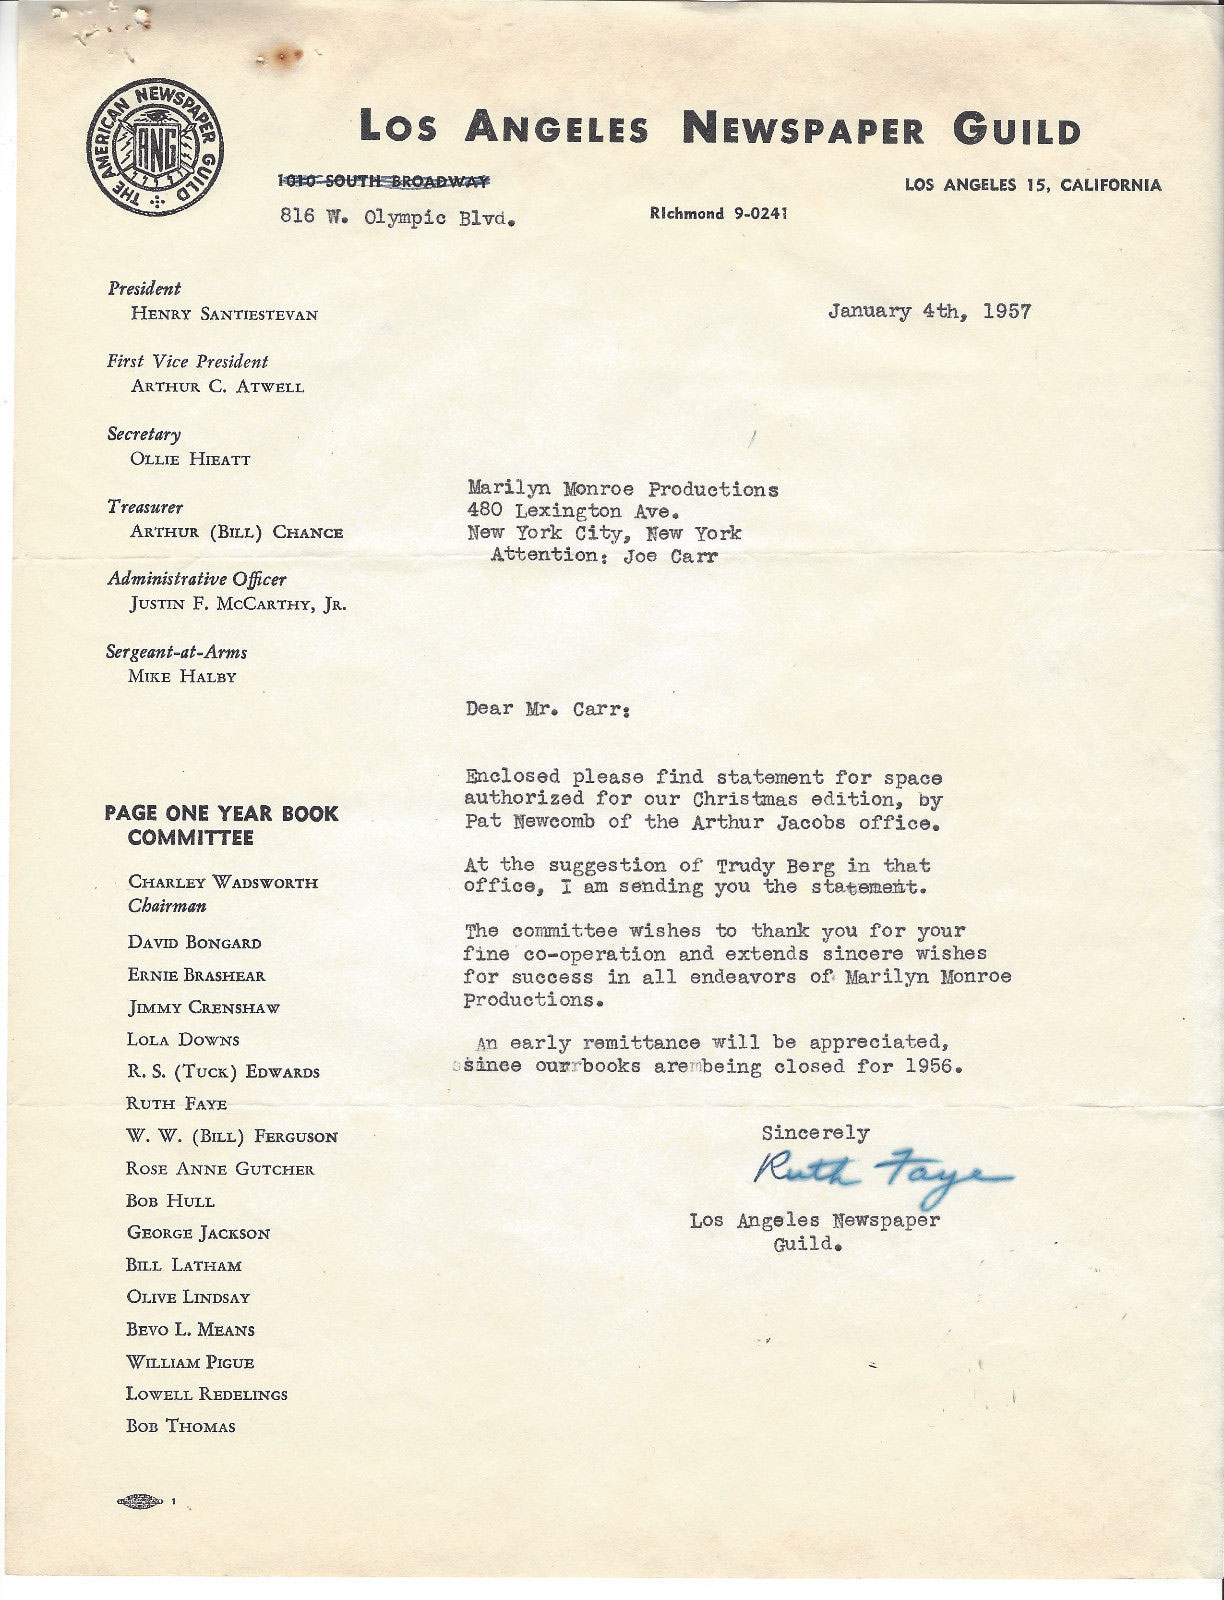 THE AMERICAN NEWSPAPER GUILD
ANG
LOS ANGELES NEWSPAPER GUILD
1010 SOUTH BROADWAY
LOS ANGELES 15, CALIFORNIA
816 W. Olympic Blvd.
RIchmond 9-0241
President
HENRY SANTIESTEVAN
January 4th, 1957
First Vice President
ARTHUR C. ATWELL
Secretary
OLLIE HIEATT
Treasurer
ARTHUR (BILL) CHANCE
Administrative Officer
JUSTIN F. McCARTHY, JR.
Sergeant-at-Arms
MIKE HALBY
Marilyn Monroe Productions
480 Lexington Ave.
New York City, New York
Attention: Joe Carr
Dear Mr. Carr:
Enclosed please find statement for space
authorized for our Christmas edition, by
Pat Newcomb of the Arthur Jacobs office.
At the suggestion of Trudy Berg in that
office, I am sending you the statement.
The committee wishes to thank you for your
fine co-operation and extends sincere wishes
for success in all endeavors of Marilyn Monroe
Productions.
An early remittance will be appreciated,
since our books are being closed for 1956.
Sincerely
Ruth Faye
Los Angeles Newspaper
Guild.
PAGE ONE YEAR BOOK
COMMITTEE
CHARLEY WADSWORTH
Chairman
DAVID BONGARD
ERNIE BRASHEAR
JIMMY CRENSHAW
LOLA DOWNS
R. S. (TUCK) EDWARDS
RUTH FAYE
W. W. (BILL) FERGUSON
ROSE ANNE GUTCHER
BOB HULL
GEORGE JACKSON
BILL LATHAM
OLIVE LINDSAY
BEVO L. MEANS
WILLIAM PIGUE
LOWELL REDELINGS
BOB THOMAS
1